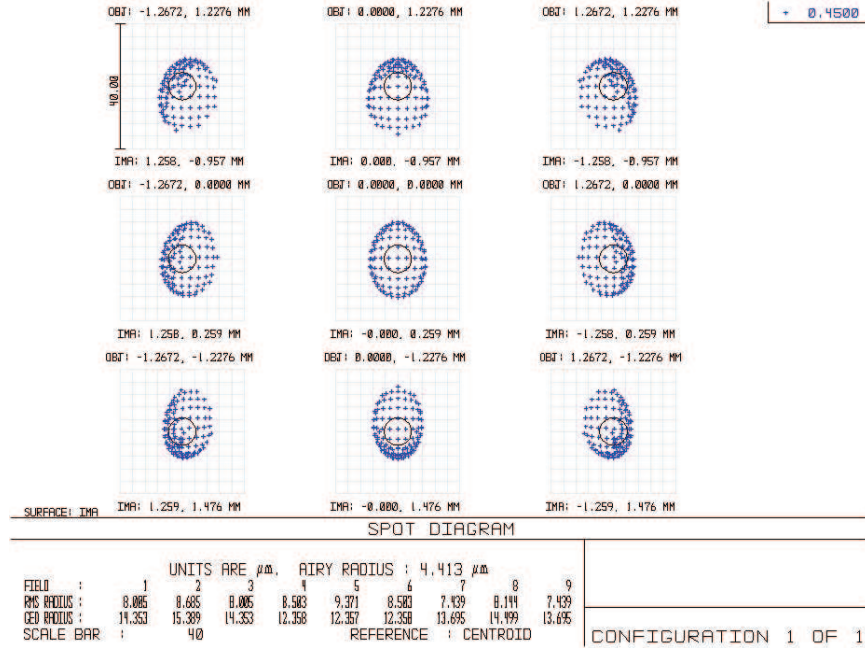 OBJ: -1.2672, 1.2276 MM
OBJ: 0.0000, 1.2276 MM
OBJ: 1.2672, 1.2276 MM
+ 0.4500
40.00
IMA: 1.258, -0.957 MM
IMA: 0.000, -0.957 MM
IMA: -1.258, -0.957 MM
OBJ: -1.2672, 0.0000 MM
OBJ: 0.0000, 0.0000 MM
OBJ: 1.2672, 0.0000 MM
IMA: 1.258, 0.259 MM
IMA: -0.000, 0.259 MM
IMA: -1.258, 0.259 MM
OBJ: -1.2672, -1.2276 MM
OBJ: 0.0000, -1.2276 MM
OBJ: 1.2672, -1.2276 MM
IMA: 1.259, 1.476 MM
IMA: -0.000, 1.476 MM
IMA: -1.259, 1.476 MM
SURFACE: IMA
SPOT DIAGRAM
UNITS ARE µm. AIRY RADIUS : 4.413 µm
FIELD : 1 2 3 4 5 6 7 8 9
RMS RADIUS : 8.685 8.503 9.371 8.503 7.439 8.144 7.439
GEO RADIUS : 14.353 15.389 14.353 12.358 12.357 12.358 13.695 14.499 13.695
SCALE BAR : 40 REFERENCE : CENTROID
CONFIGURATION 1 OF 1